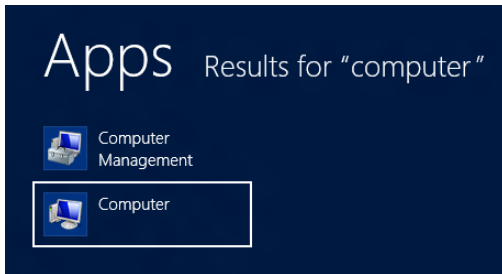 Apps Results for “computer”
Computer
Management
Computer